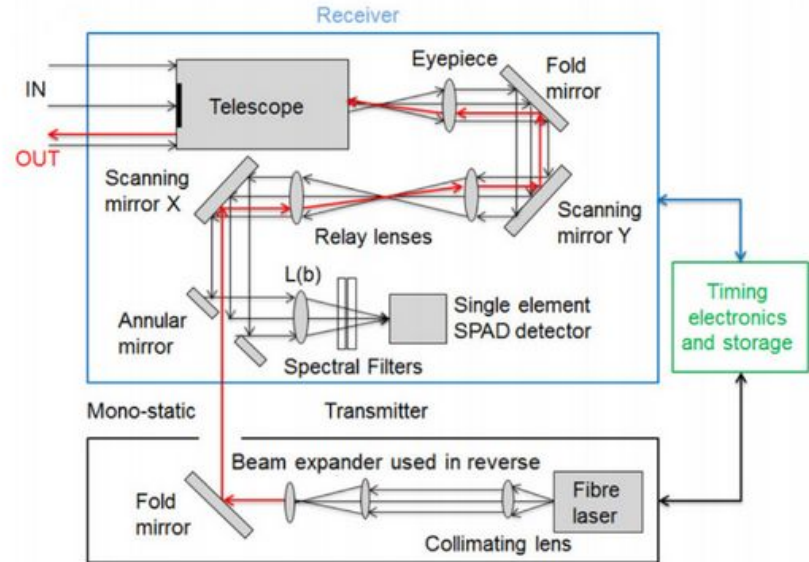 Receiver
IN
OUT
Telescope
Eyepiece
Fold
mirror
Scanning
mirror X
Relay lenses
Scanning
mirror Y
L(b)
Annular
mirror
Spectral Filters
Single element
SPAD detector
Timing
electronics
and storage
Mono-static
Transmitter
Beam expander used in reverse
Fold
mirror
Collimating lens
Fibre
laser